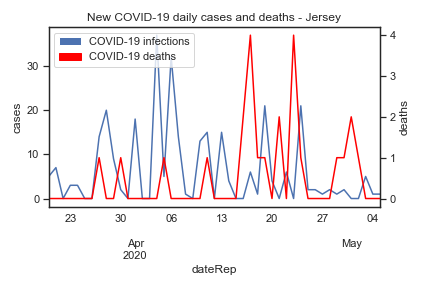 New COVID-19 daily cases and deaths - Jersey
COVID-19 infections
COVID-19 deaths
cases
30
20
10
0
deaths
4
3
2
1
0
23 30 06 13 20 27 04
Apr May
2020
dateRep